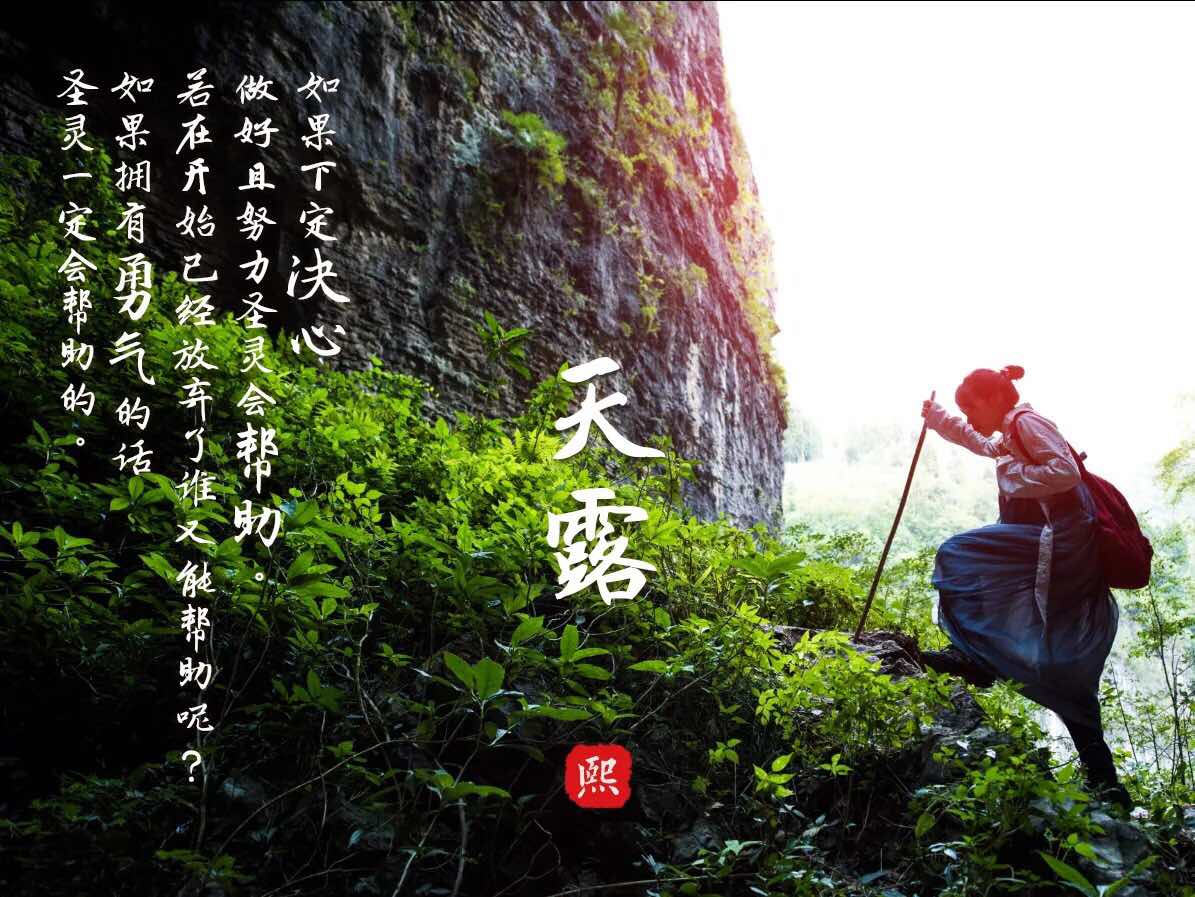 如果下定决心
做好且努力圣灵会帮助。
若在开始已经放弃了谁又能帮助呢？
如果拥有勇气的话
圣灵一定会帮助的。
天露
熙